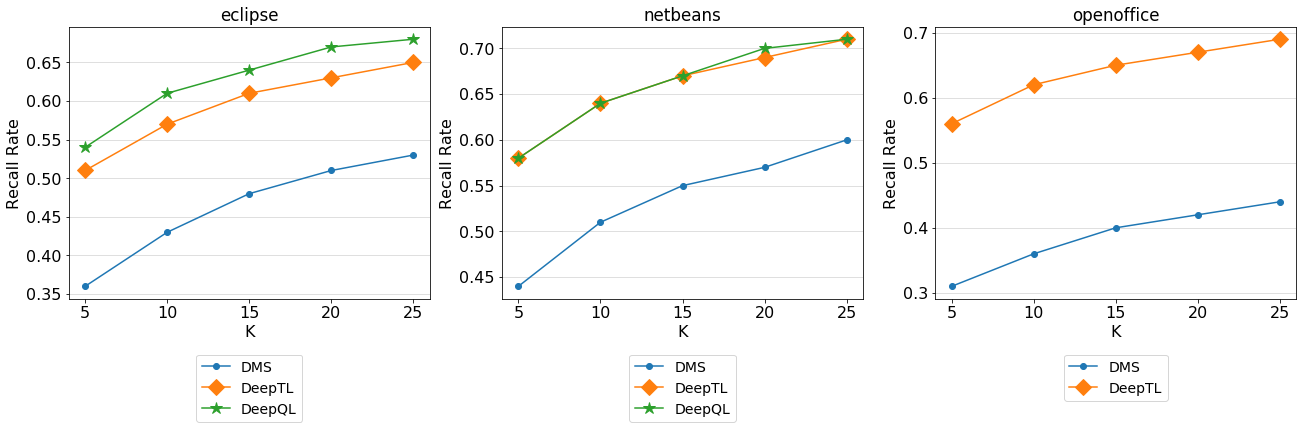 eclipse
Recall Rate
0.65
0.60
0.55
0.50
0.45
0.40
0.35
5 10 15 20 25
K
DMS
DeepTL
DeepQL
netbeans
Recall Rate
0.70
0.65
0.60
0.55
0.50
0.45
5 10 15 20 25
K
DMS
DeepTL
DeepQL
openoffice
Recall Rate
0.7
0.6
0.5
0.4
0.3
5 10 15 20 25
K
DMS
DeepTL